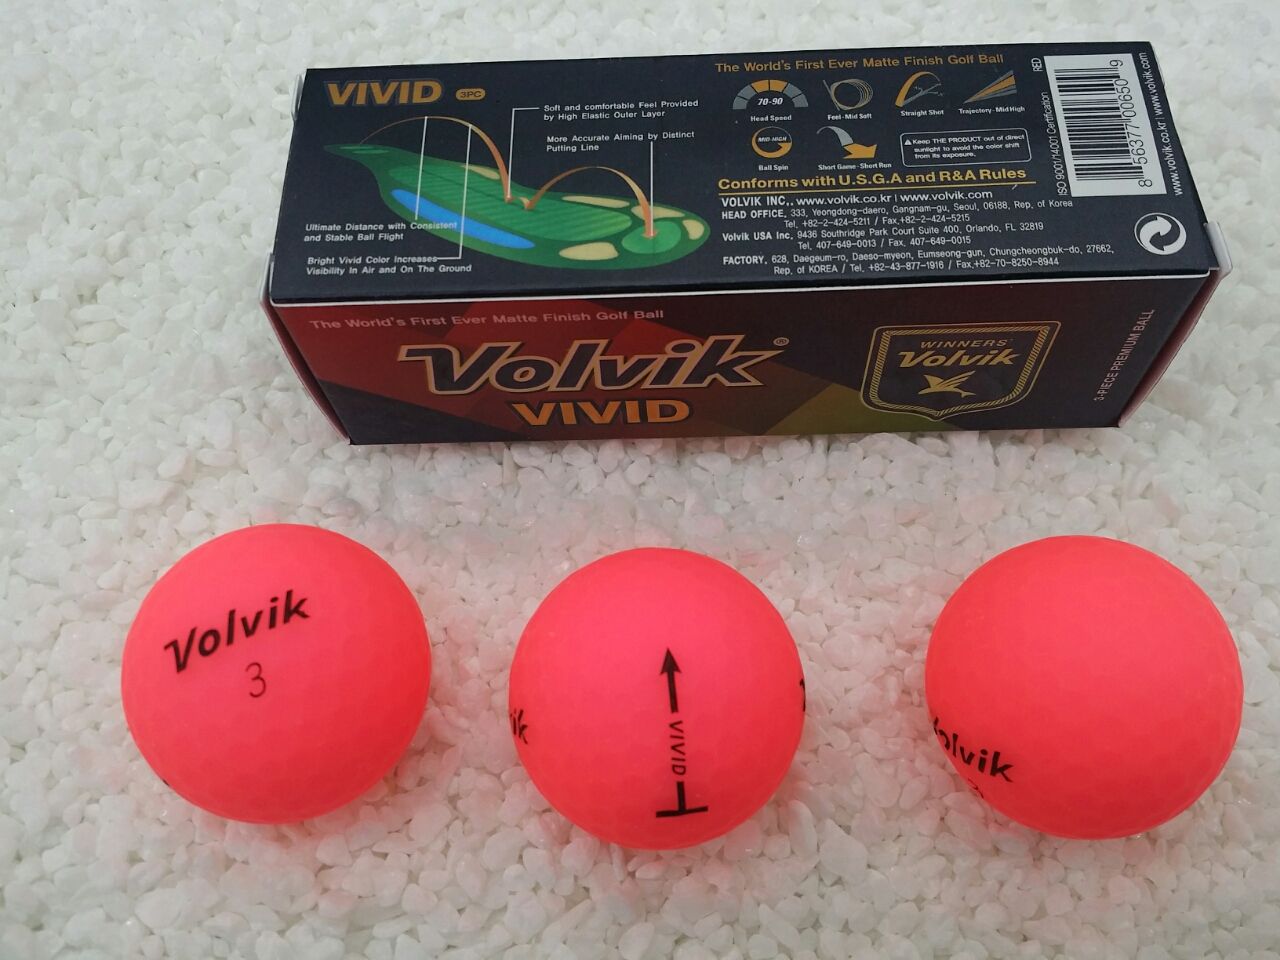 VIVID 3PC
Soft and comfortable Feel Provided
by High Elastic Outer Layer
More Accurate Aiming by Distinct
Putting Line
Ultimate Distance with Consistent
and Stable Ball Flight
Bright Vivid Color Increases
Visibility In Air and On The Ground
The World's First Ever Matte Finish Golf Ball
70-90
Head Speed
Feel - Mid Soft
Straight Shot
Trajectory - Mid High
MID-HIGH
Ball Spin
Short Game - Short Run
Keep THE PRODUCT out of direct
sunlight to avoid the color shift
from its exposure.
Conforms with U.S.G.A and R&A Rules
VOLVIK INC,. www.volvik.co.kr | www.volvik.com
HEAD OFFICE. 333, Yeongdong-daero, Gangnam-gu, Seoul, 06188, Rep. of Korea
Tel. +82-2-424-5211 / Fax.+82-2-424-5215
Volvik USA Inc. 9436 Southridge Park Court Suite 400, Orlando, FL 32819
Tel. 407-649-0013 / Fax. 407-649-0015
FACTORY. 628, Daegeum-ro, Daeso-myeon, Eumseong-gun, Chungcheongbuk-do, 27662,
Rep. of KOREA / Tel. +82-43-877-1916 / Fax.+82-70-8250-8944
ISO 9001/14001 Certification
RED
8 56377 00650 9
www.volvik.co.kr | www.volvik.com
The World's First Ever Matte Finish Golf Ball
Volvik®
VIVID
WINNERS'
Volvik
3-PIECE PREMIUM BALL
Volvik
3
ik
VIVID
olvik